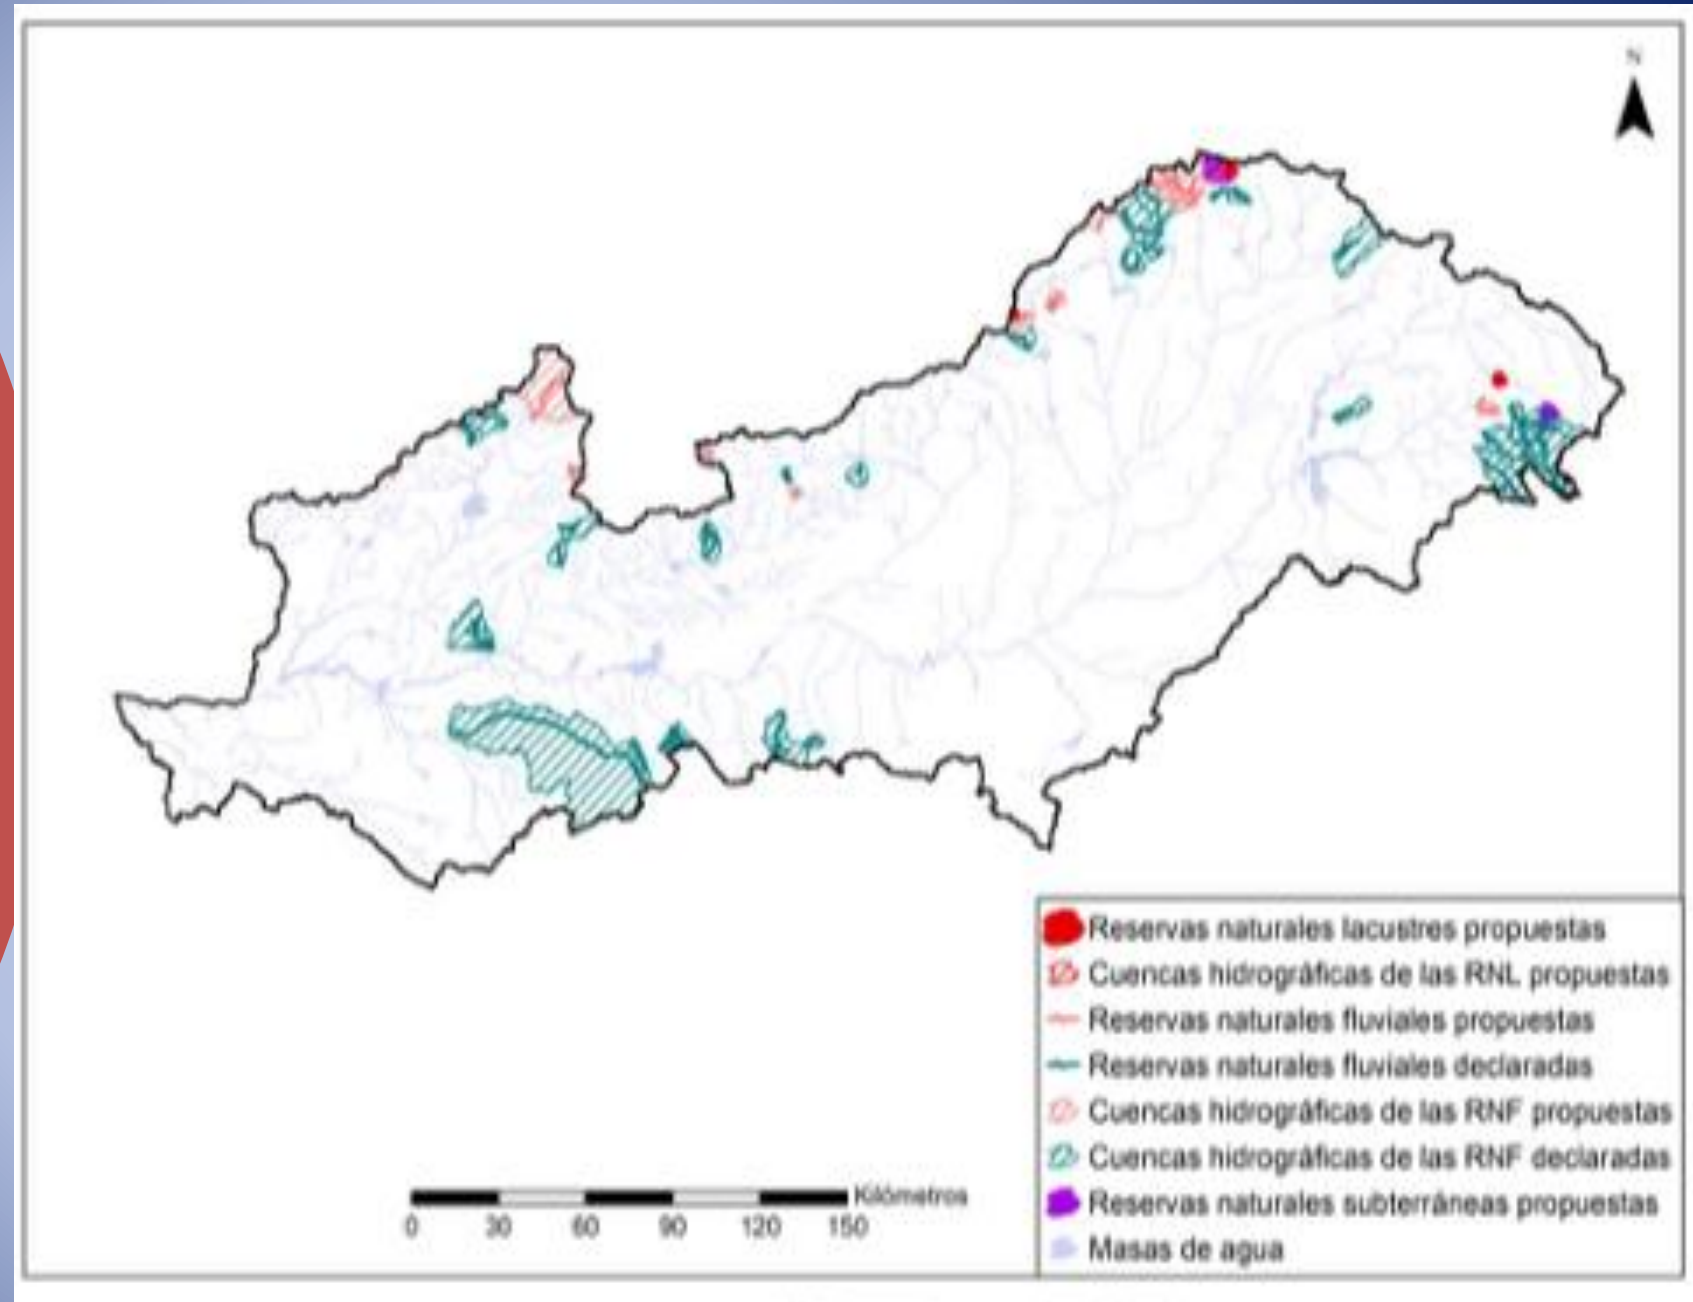 N
Reservas naturales lacustres propuestas
Cuencas hidrográficas de las RNL propuestas
Reservas naturales fluviales propuestas
Reservas naturales fluviales declaradas
Cuencas hidrográficas de las RNF propuestas
Cuencas hidrográficas de las RNF declaradas
Reservas naturales subterráneas propuestas
Masas de agua
Kilómetros
0 30 60 90 120 150